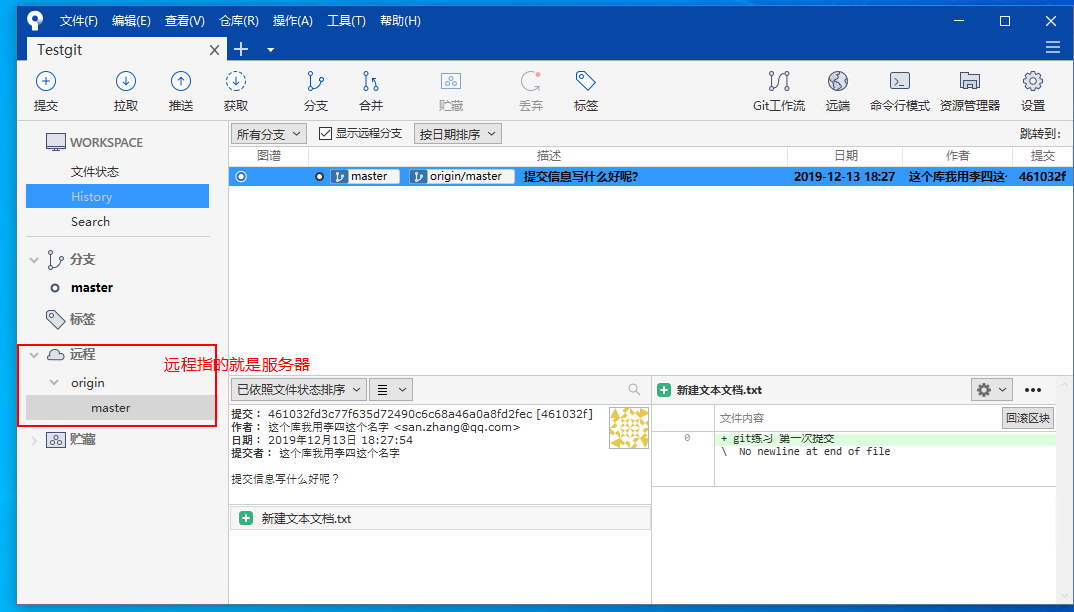 文件(F) 编辑(E) 查看(V) 仓库(R) 操作(A) 工具(T) 帮助(H)
Testgit
提交 拉取 推送 获取 分支 合并 贮藏 丢弃 标签 Git工作流 远端 命令行模式 资源管理器 设置
WORKSPACE
文件状态
History
Search
分支
master
标签
远程
origin
master
贮藏
远程指的就是服务器
所有分支 显示远程分支 按日期排序 跳转到：
图谱 描述 日期 作者 提交
master origin/master 提交信息写什么好呢? 2019-12-13 18:27 这个库我用李四这· 461032f
已依照文件状态排序
提交： 461032fd3c77f635d72490c6c68a46a0a8fd2fec [461032f]
作者： 这个库我用李四这个名字 <san.zhang@qq.com>
日期： 2019年12月13日 18:27:54
提交者： 这个库我用李四这个名字
提交信息写什么好呢？
新建文本文档.txt
新建文本文档.txt
文件内容 回滚区块
0 + git练习 第一次提交
\ No newline at end of file